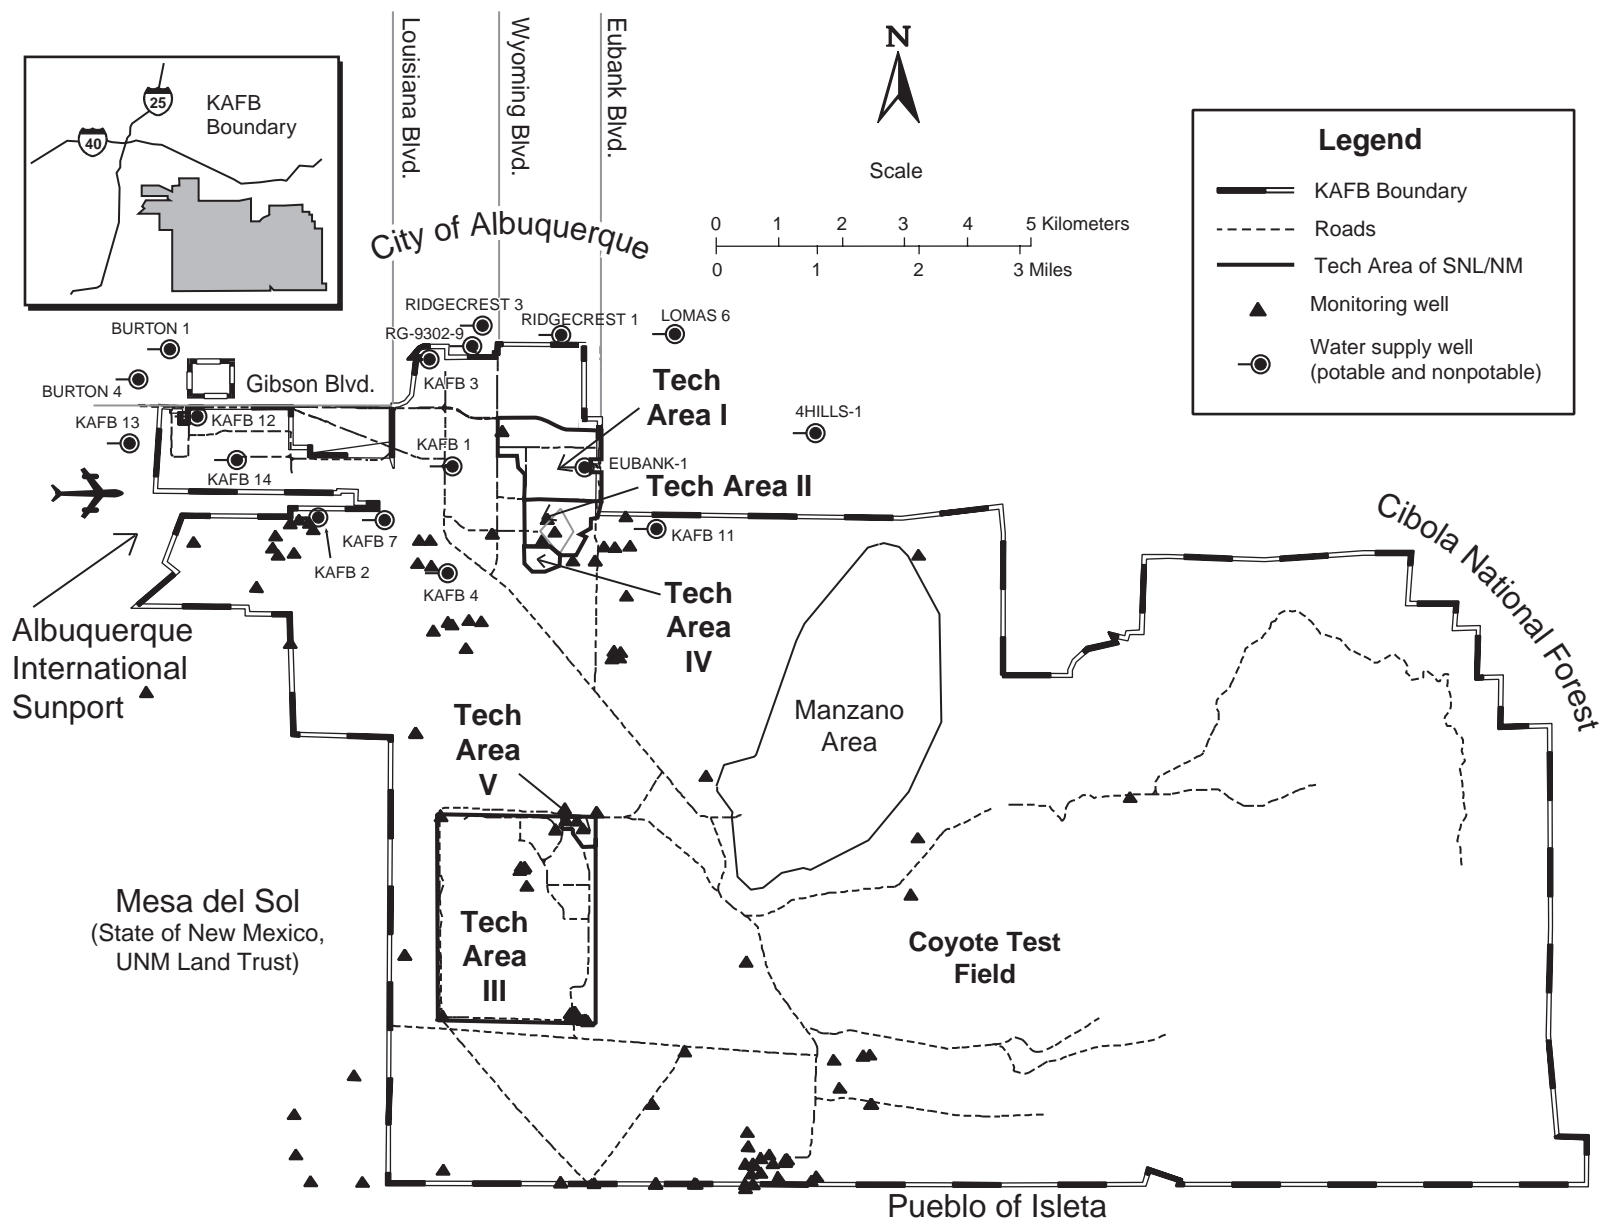 Louisiana Blvd.
Wyoming Blvd.
Eubank Blvd.
N
Scale
0 1 2 3 4 5 Kilometers
0 1 2 3 Miles
25
40
KAFB
Boundary
Legend
KAFB Boundary
Roads
Tech Area of SNL/NM
Monitoring well
Water supply well
(potable and nonpotable)
City of Albuquerque
RIDGECREST 3
RG-9302-9
RIDGECREST 1
LOMAS 6
BURTON 1
BURTON 4
Gibson Blvd.
KAFB 3
Tech
Area I
KAFB 13
KAFB 12
KAFB 1
4HILLS-1
KAFB 14
EUBANK-1
Tech Area II
KAFB 7
KAFB 11
KAFB 2
KAFB 4
Tech
Area
IV
Albuquerque
International
Sunport
Cibola National Forest
Manzano
Area
Tech
Area
V
Mesa del Sol
(State of New Mexico,
UNM Land Trust)
Tech
Area
III
Coyote Test
Field
Pueblo of Isleta